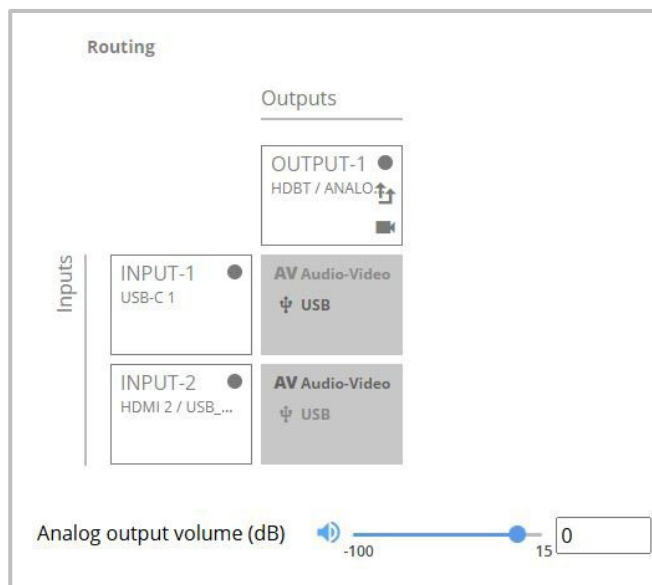 Routing
Outputs
OUTPUT-1
HDBT / ANALO...
Inputs
INPUT-1
USB-C 1
AV Audio-Video
USB
INPUT-2
HDMI 2 / USB_...
AV Audio-Video
USB
Analog output volume (dB)
-100
15
0